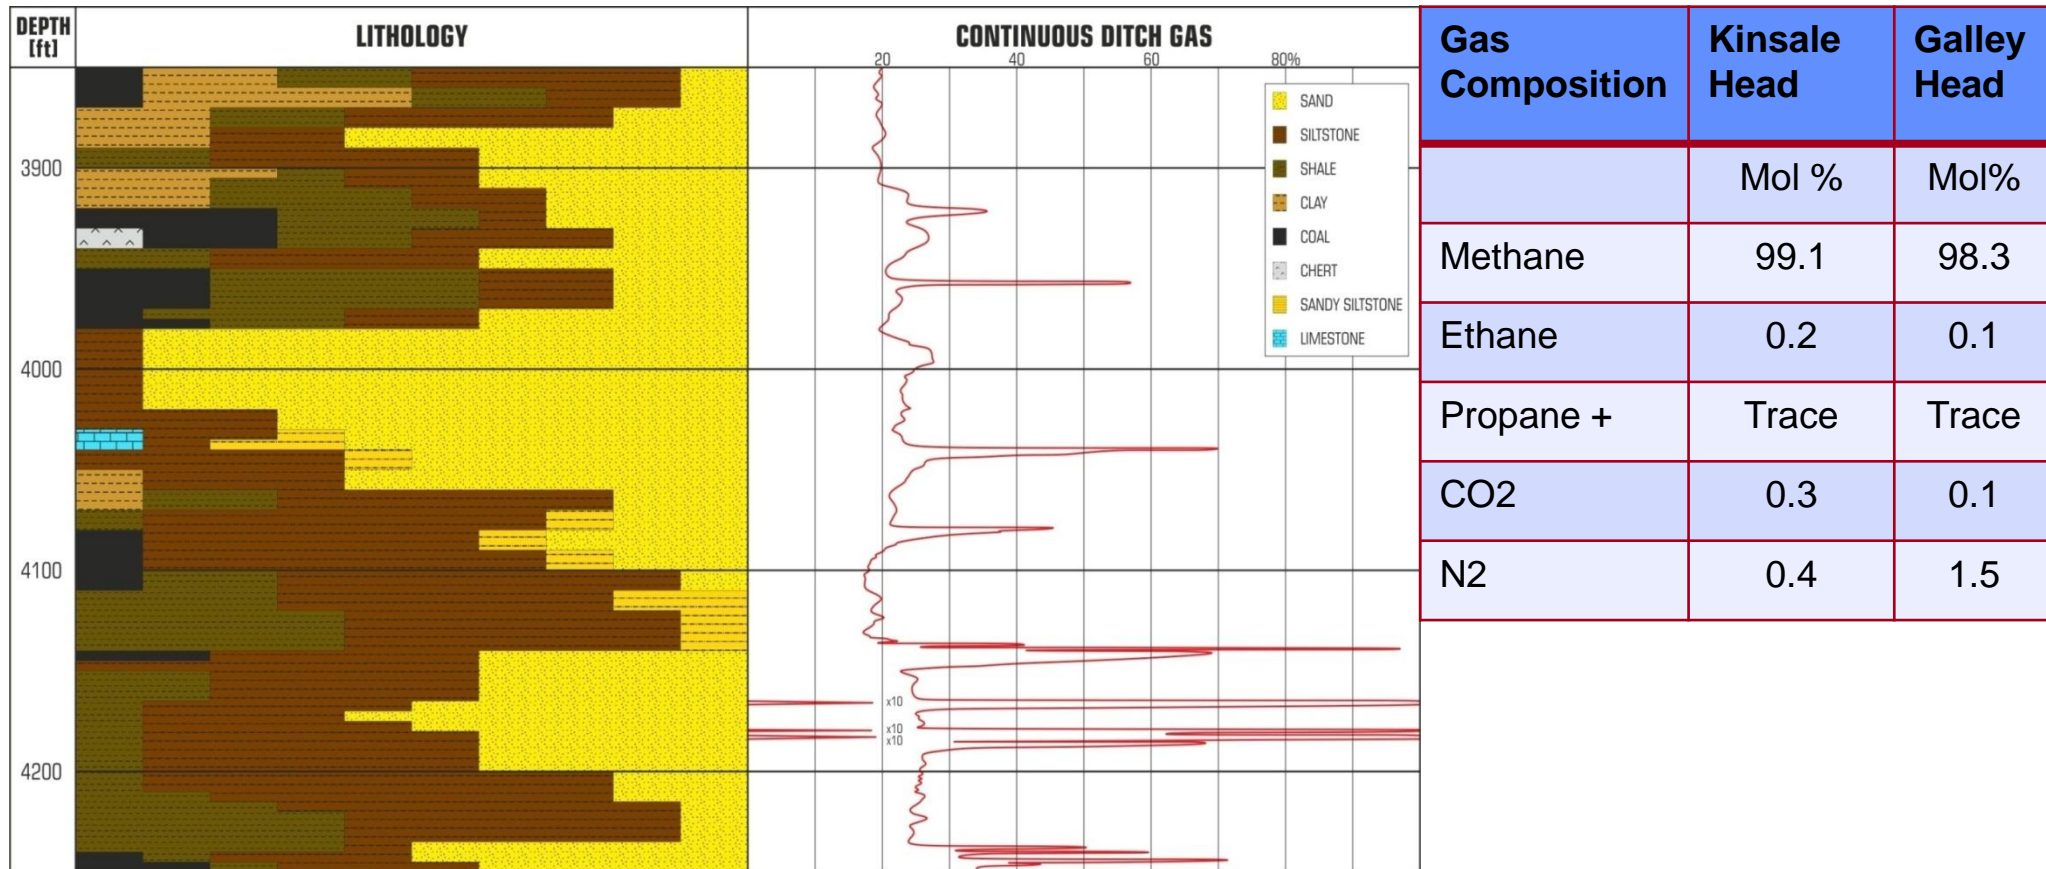 DEPTH
[ft]
LITHOLOGY
CONTINUOUS DITCH GAS
20 40 60 80%
SAND
SILTSTONE
SHALE
CLAY
COAL
CHERT
SANDY SILTSTONE
LIMESTONE
3900
4000
4100
x10
x10
x10
4200
Gas Composition Kinsale Head Galley Head
Mol % Mol%
Methane 99.1 98.3
Ethane 0.2 0.1
Propane + Trace Trace
CO2 0.3 0.1
N2 0.4 1.5